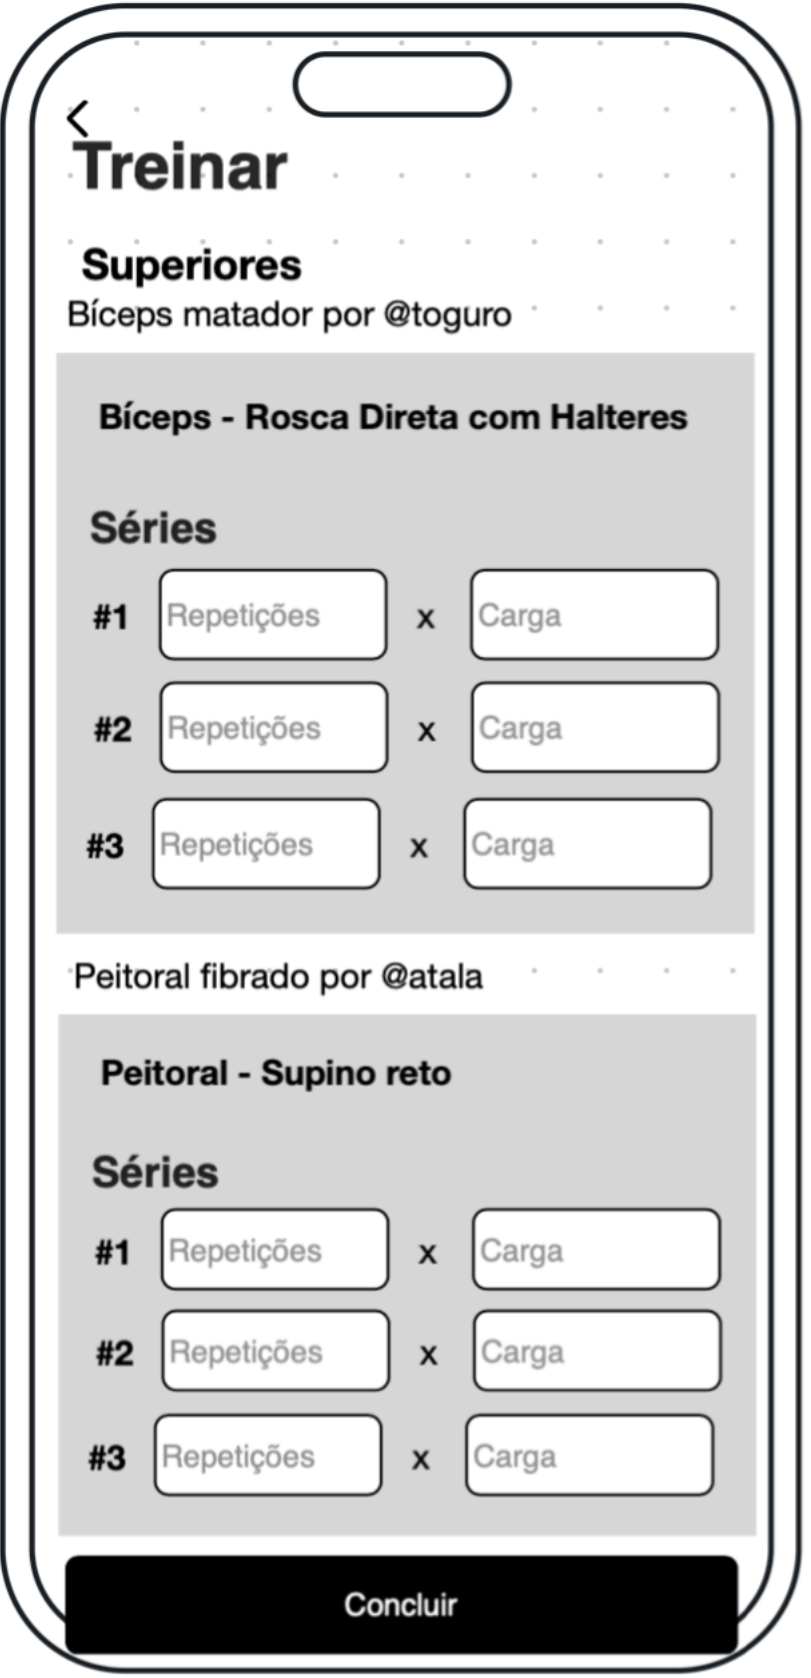 Treinar
Superiores
Bíceps matador por @toguro
Bíceps - Rosca Direta com Halteres
Séries
#1 Repetições x Carga
#2 Repetições x Carga
#3 Repetições x Carga
Peitoral fibrado por @atala
Peitoral - Supino reto
Séries
#1 Repetições x Carga
#2 Repetições x Carga
#3 Repetições x Carga
Concluir